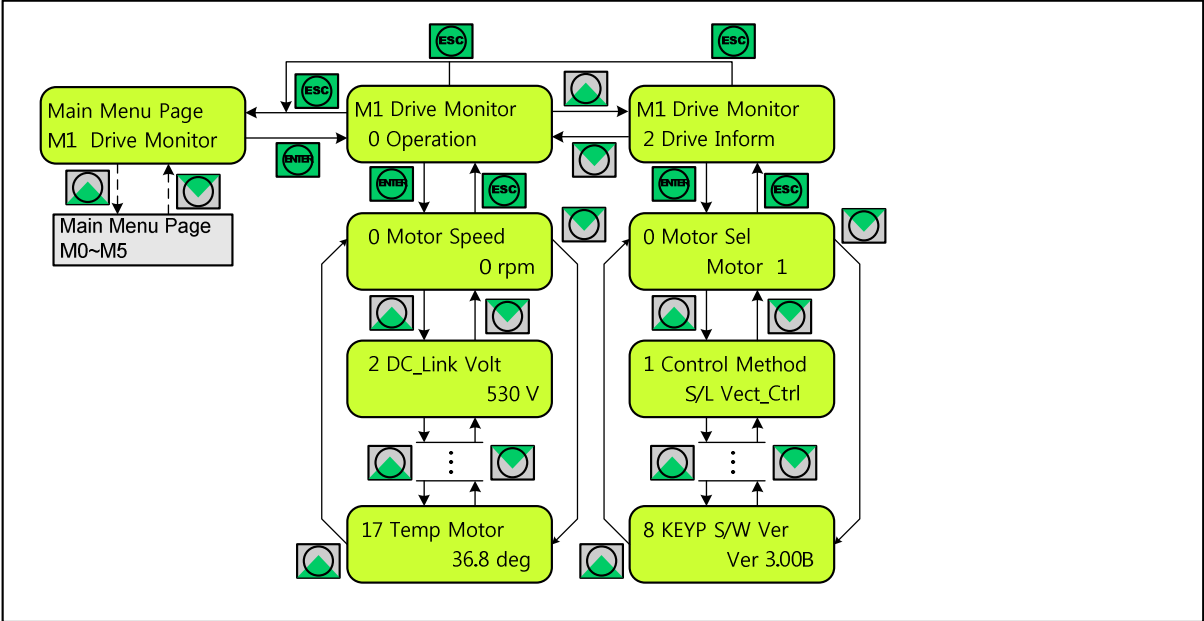 ESC
ESC
ESC
Main Menu Page
M1 Drive Monitor
ENTER
M1 Drive Monitor
0 Operation
M1 Drive Monitor
2 Drive Inform
ENTER
ESC
ENTER
ESC
Main Menu Page
M0~M5
0 Motor Speed
0 rpm
0 Motor Sel
Motor 1
2 DC_Link Volt
530 V
1 Control Method
S/L Vect_Ctrl
17 Temp Motor
36.8 deg
8 KEYP S/W Ver
Ver 3.00B